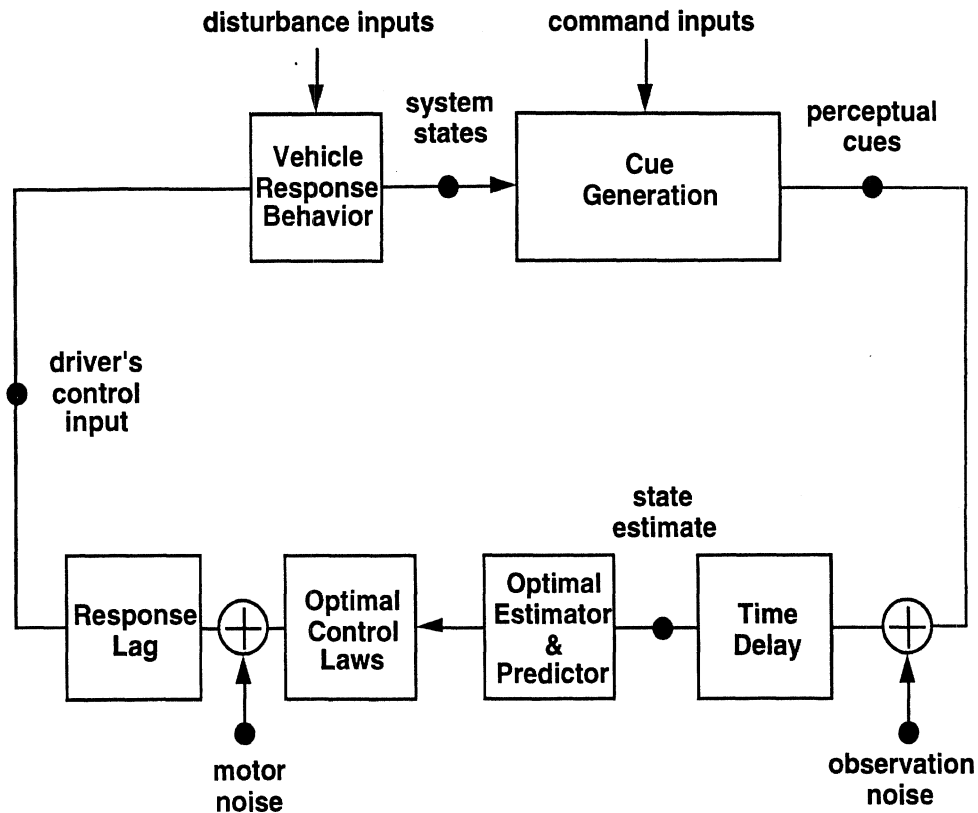 disturbance inputs
command inputs
system
states
perceptual
cues
Vehicle
Response
Behavior
Cue
Generation
driver's
control
input
state
estimate
Response
Lag
Optimal
Control
Laws
Optimal
Estimator
&
Predictor
Time
Delay
motor
noise
observation
noise